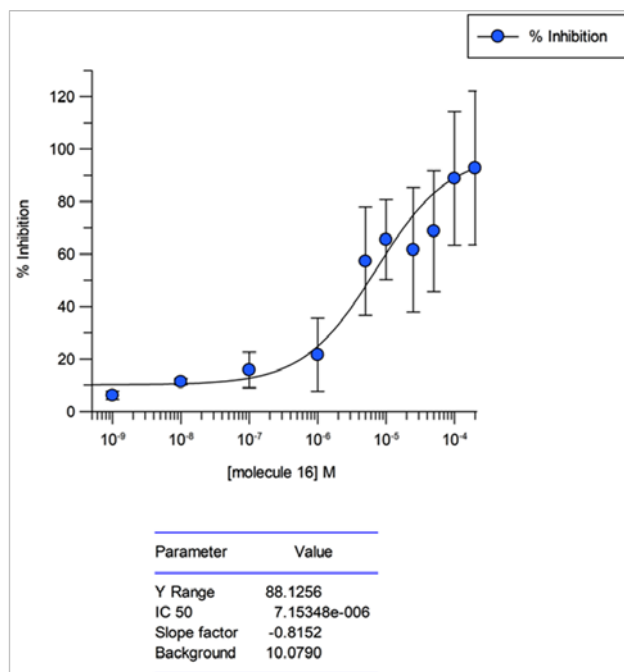 % Inhibition
120
100
80
60
40
20
0
% Inhibition
10-9
10-8
10-7
10-6
10-5
10-4
[molecule 16] M
Parameter Value
Y Range 88.1256
IC 50 7.15348e-006
Slope factor -0.8152
Background 10.0790